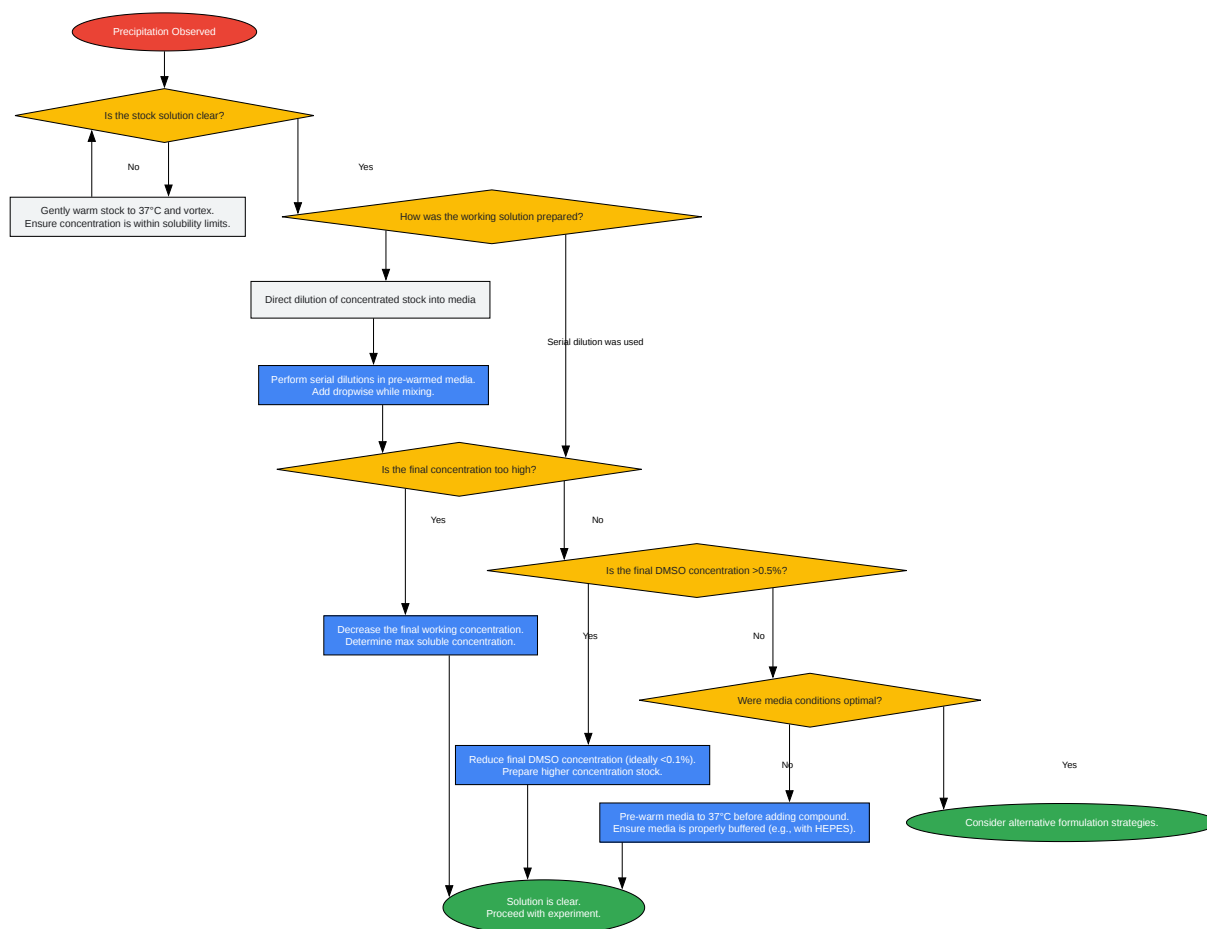 Precipitation Observed
Is the stock solution clear?
No
Yes
Gently warm stock to 37°C and vortex.
Ensure concentration is within solubility limits.
How was the working solution prepared?
Direct dilution of concentrated stock into media
Serial dilution was used
Perform serial dilutions in pre-warmed media.
Add dropwise while mixing.
Is the final concentration too high?
Yes
No
Is the final DMSO concentration >0.5%?
Decrease the final working concentration.
Determine max soluble concentration.
Yes
No
Were media conditions optimal?
Reduce final DMSO concentration (ideally <0.1%).
Prepare higher concentration stock.
No
Yes
Pre-warm media to 37°C before adding compound.
Ensure media is properly buffered (e.g., with HEPES).
Consider alternative formulation strategies.
Solution is clear.
Proceed with experiment.